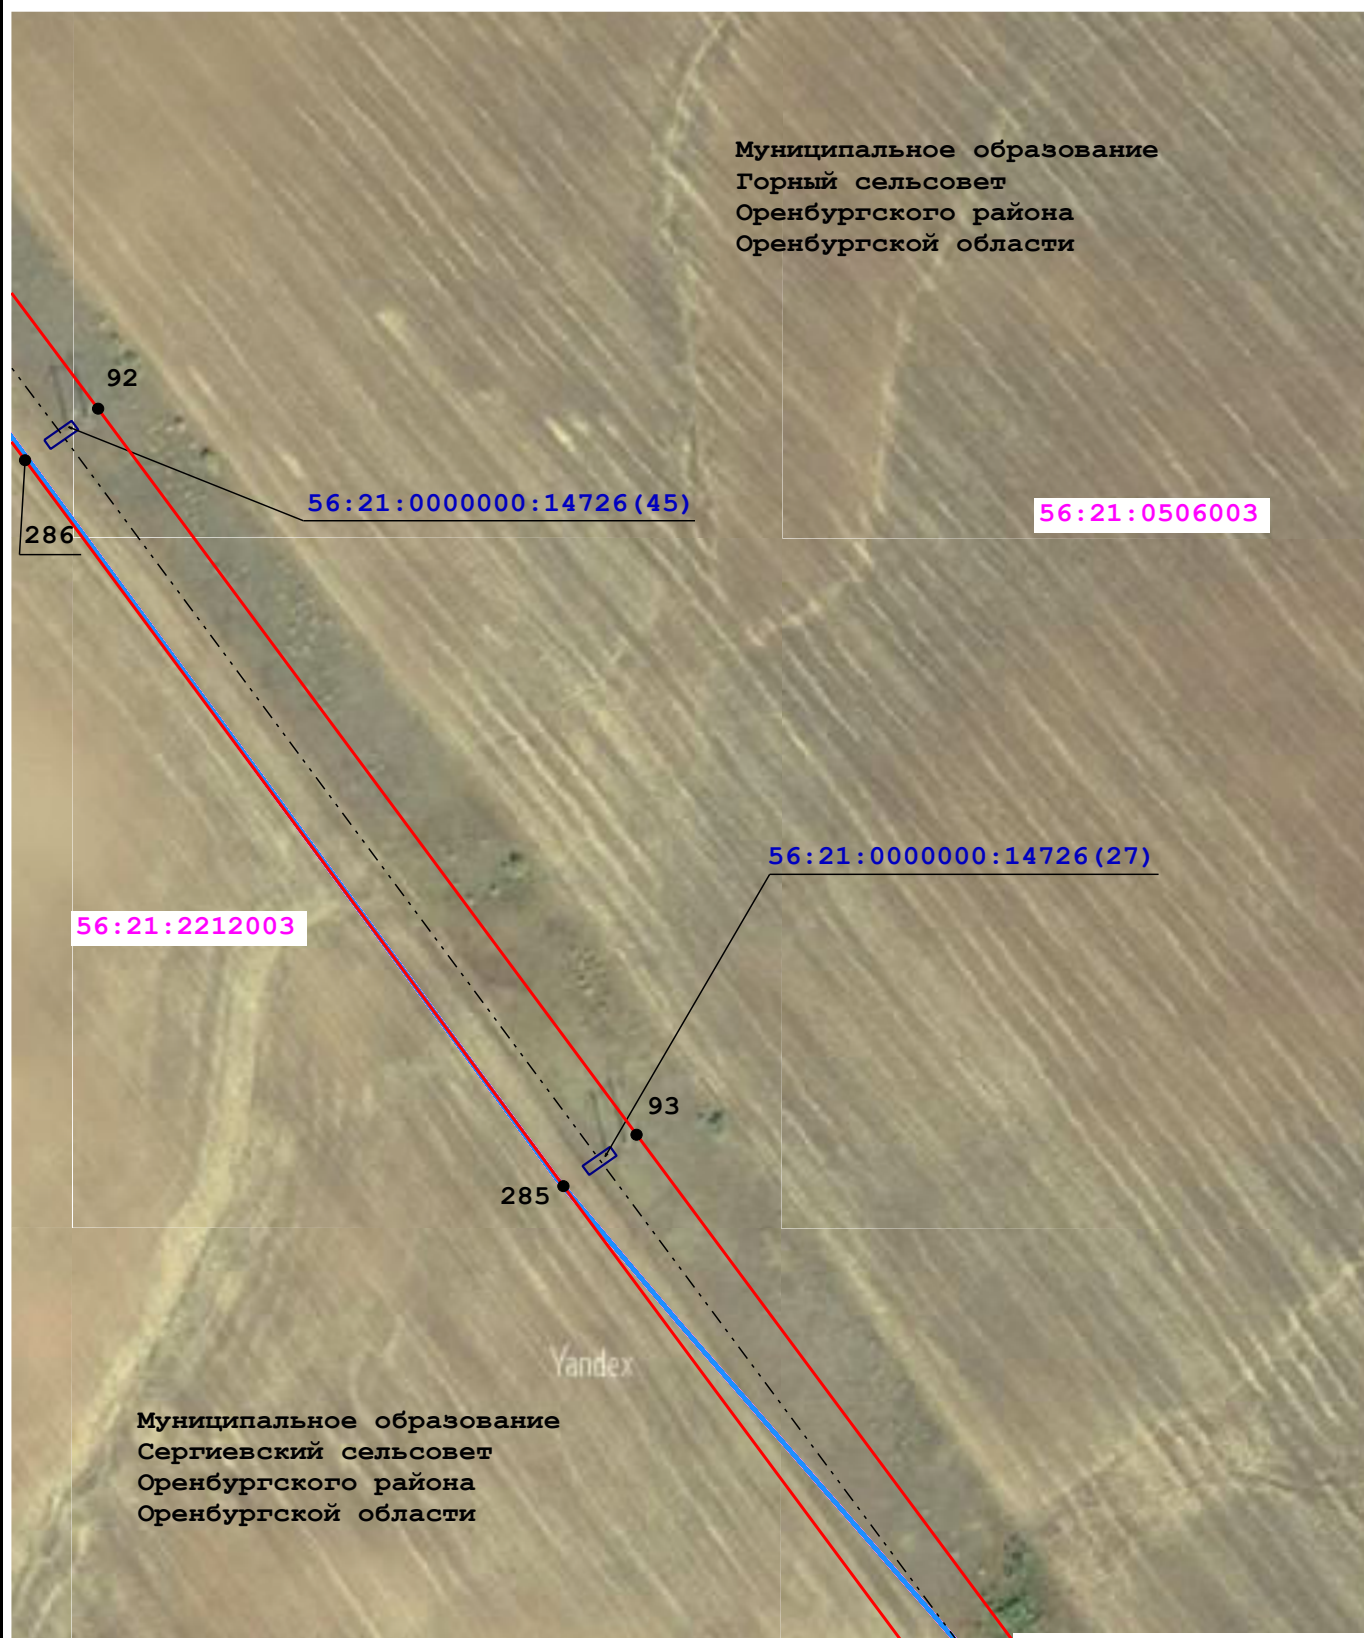 Муниципальное образование
Горный сельсовет
Оренбургского района
Оренбургской области
92
56:21:0000000:14726(45)
56:21:0506003
286
56:21:0000000:14726(27)
56:21:2212003
93
285
Yandex
Муниципальное образование
Сергиевский сельсовет
Оренбургского района
Оренбургской области